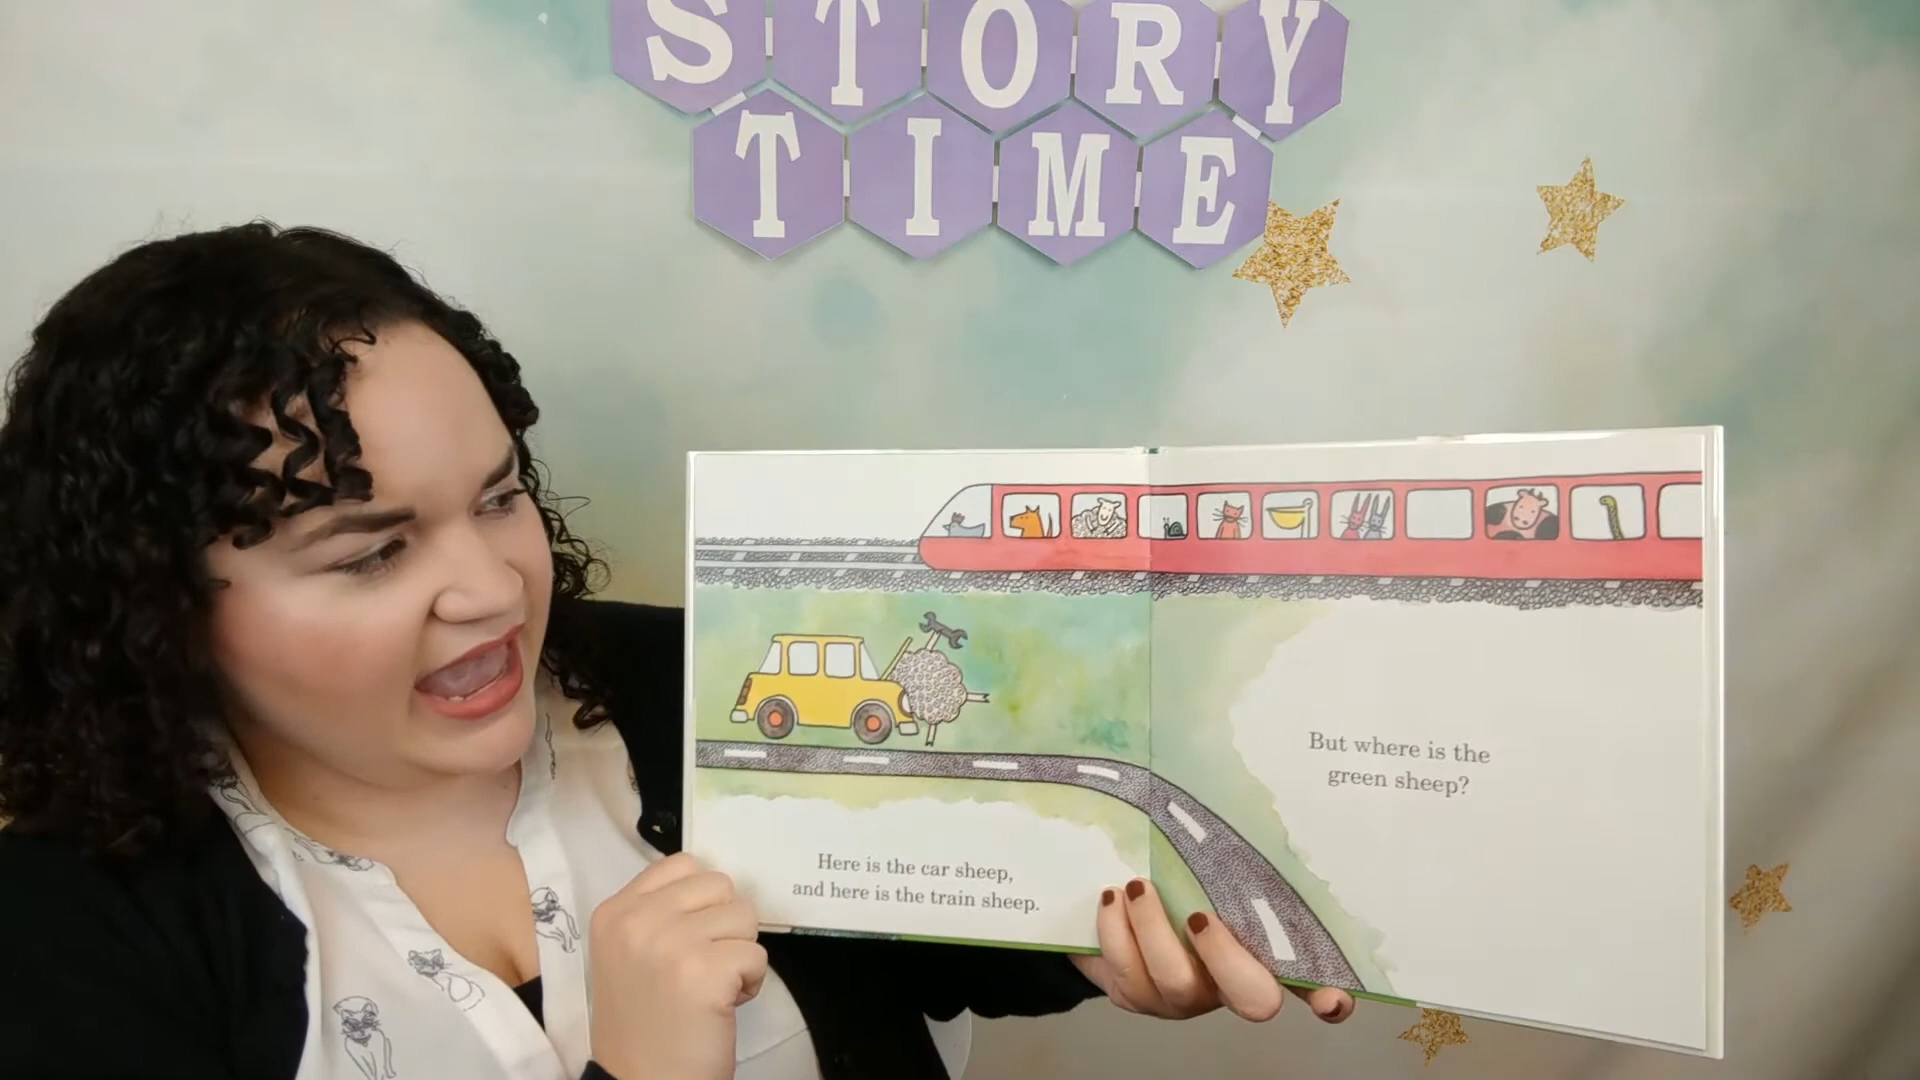 STORY
TIME
Here is the car sheep,
and here is the train sheep.
But where is the
green sheep?